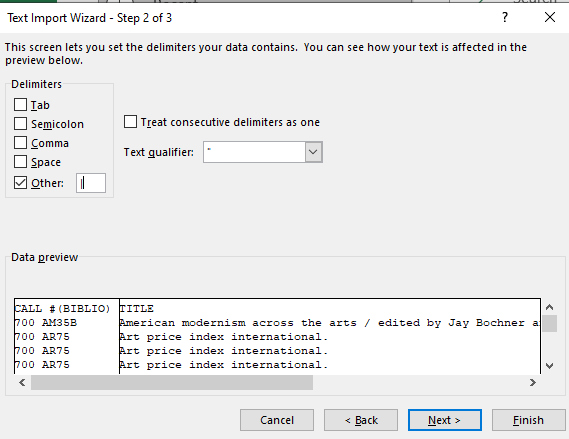 Text Import Wizard - Step 2 of 3
?
This screen lets you set the delimiters your data contains. You can see how your text is affected in the
preview below.
Delimiters
Tab
Semicolon
Comma
Space
Other: |
Treat consecutive delimiters as one
Text qualifier: "
Data preview
CALL #(BIBLIO) TITLE
700 AM35B American modernism across the arts / edited by Jay Bochner
700 AR75 Art price index international.
700 AR75 Art price index international.
700 AR75 Art price index international.
Cancel
< Back
Next >
Finish